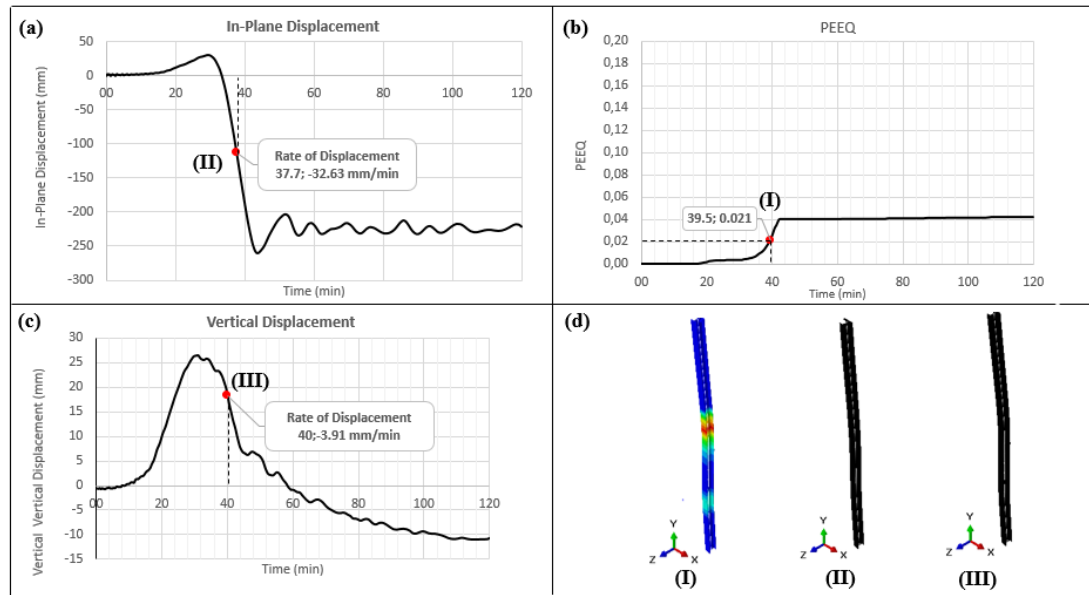 (a)
In-Plane Displacement
50
0
-50
-100
-150
-200
-250
-300
00 20 40 60 80 100 120
In-Plane Displacement (mm)
(II)
Rate of Displacement
37.7; -32.63 mm/min
Time (min)
(b)
PEEQ
0,20
0,18
0,16
0,14
0,12
0,10
0,08
0,06
0,04
0,02
0,00
PEEQ
(I)
39.5; 0.021
00 20 40 60 80 100 120
Time (min)
(c)
Vertical Displacement
30
25
20
15
10
5
0
-5
-10
-15
Vertical Vertical Displacement (mm)
(III)
Rate of Displacement
40;-3.91 mm/min
00 20 40 60 80 100 120
Time (min)
(d)
Y Y Y
Z X Z X Z X
(I) (II) (III)